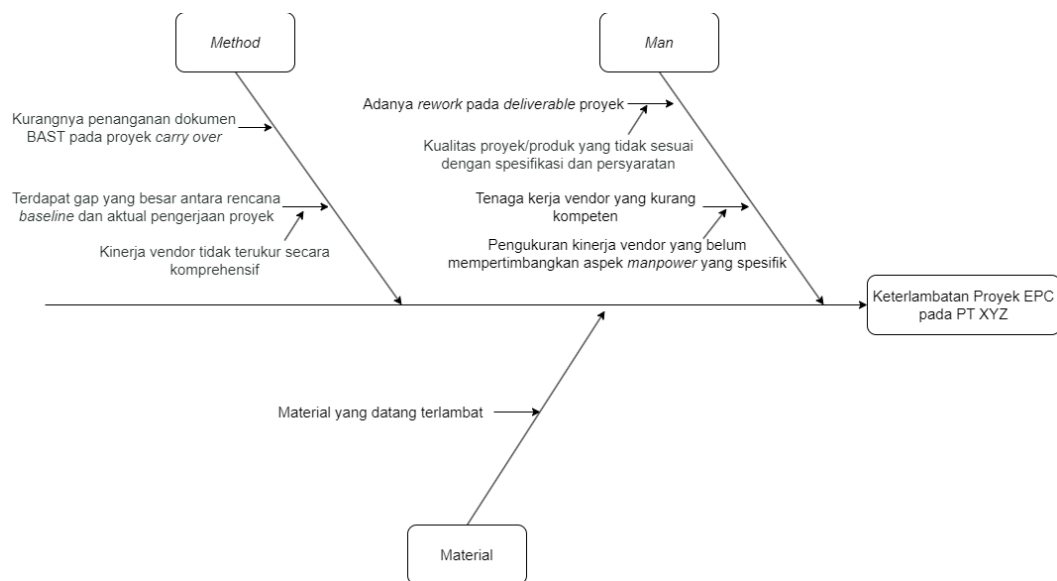 Method
Man
Kurangnya penanganan dokumen
BAST pada proyek carry over
Adanya rework pada deliverable proyek
Kualitas proyek/produk yang tidak sesuai
dengan spesifikasi dan persyaratan
Terdapat gap yang besar antara rencana
baseline dan aktual pengerjaan proyek
Tenaga kerja vendor yang kurang
kompeten
Kinerja vendor tidak terukur secara
komprehensif
Pengukuran kinerja vendor yang belum
mempertimbangkan aspek manpower yang spesifik
Keterlambatan Proyek EPC
pada PT XYZ
Material yang datang terlambat
Material